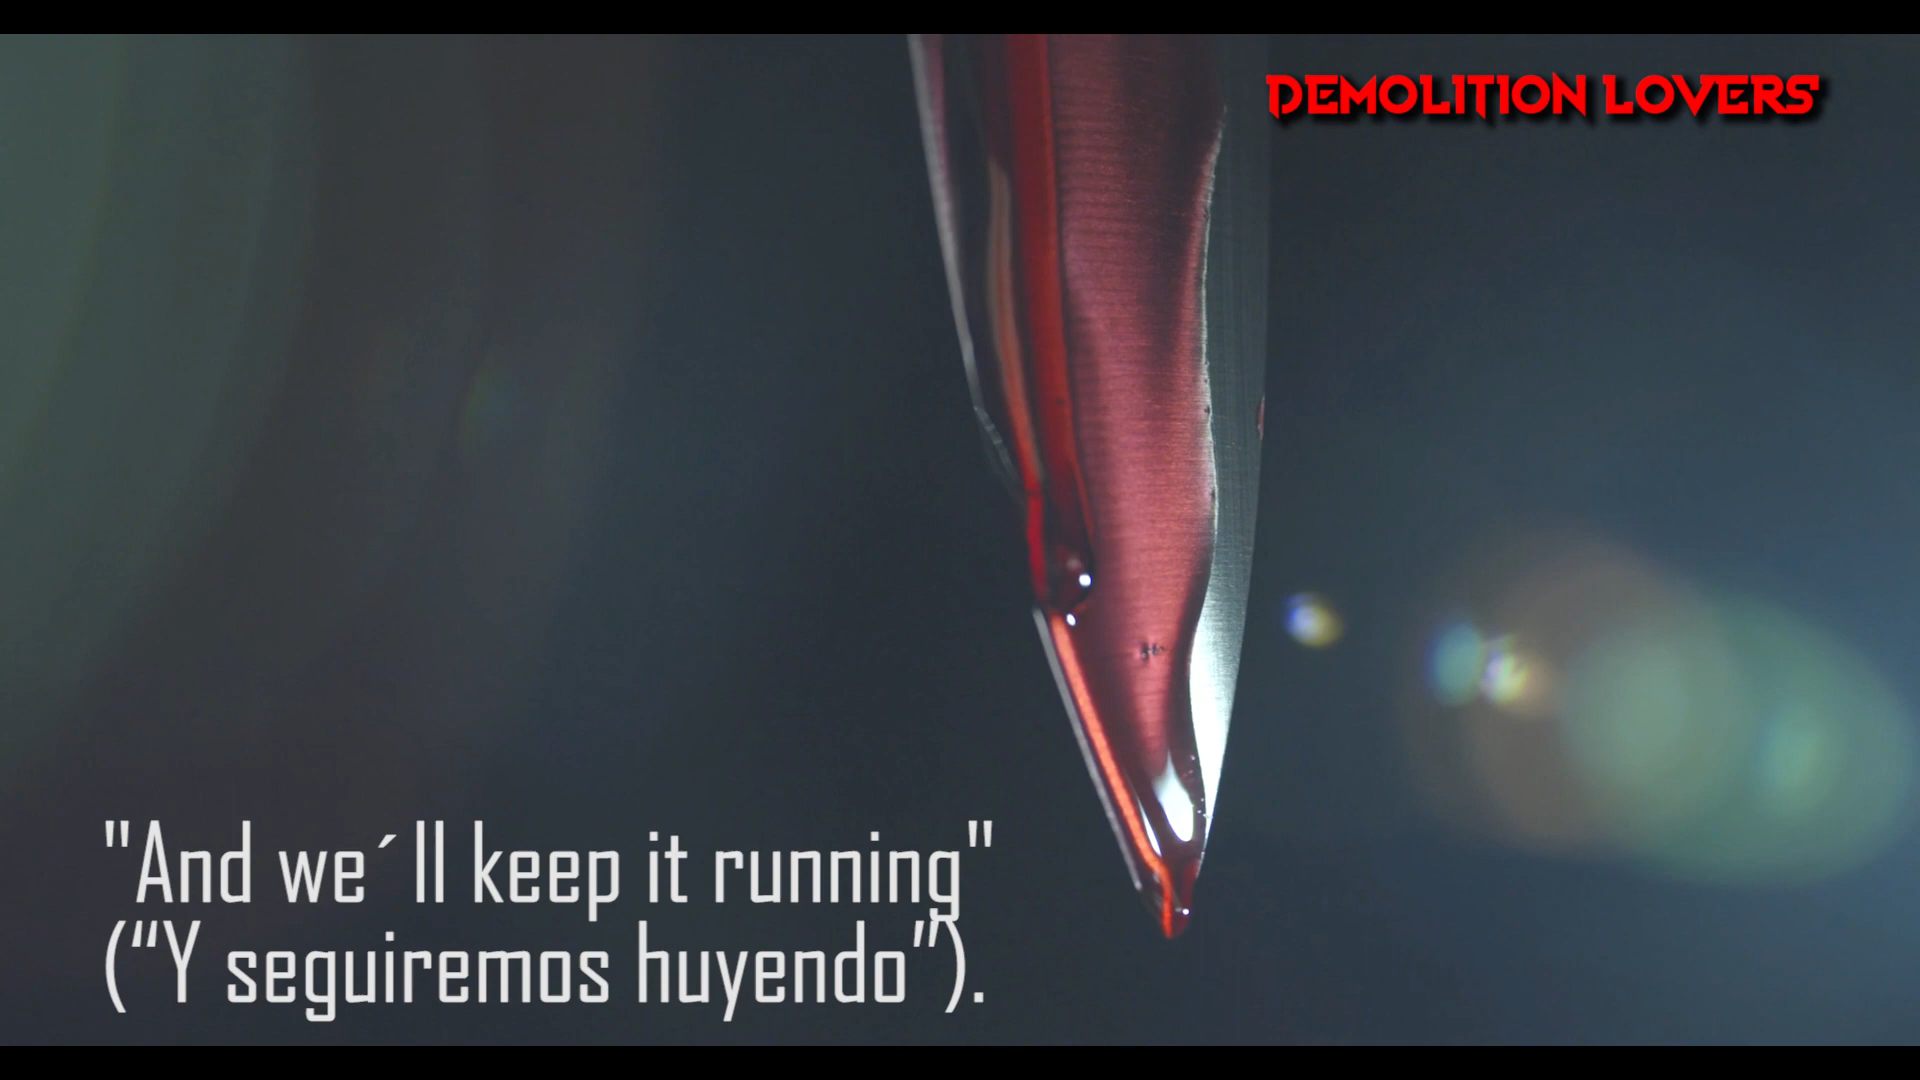 DEMOLITION LOVERS
"And we´ll keep it running"
(“Y seguiremos huyendo”).